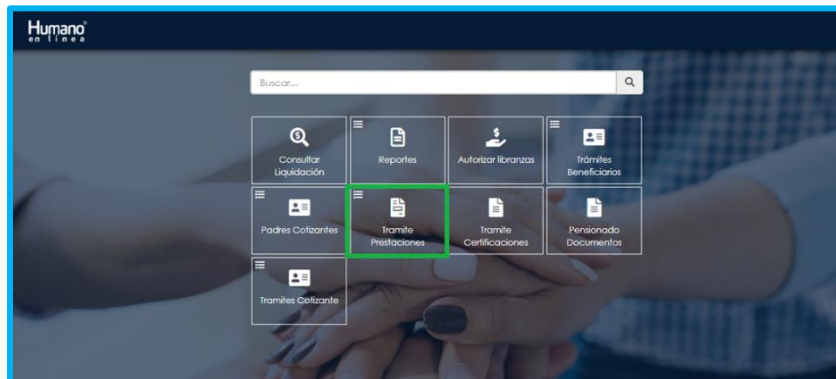 Humano
en línea
Buscar...
Consultar
Liquidación
Reportes
Autorizar libranzas
Trámites
Beneficiarios
Padres Cotizantes
Tramite
Prestaciones
Tramite
Certificaciones
Pensionado
Documentos
Tramites Cotizante